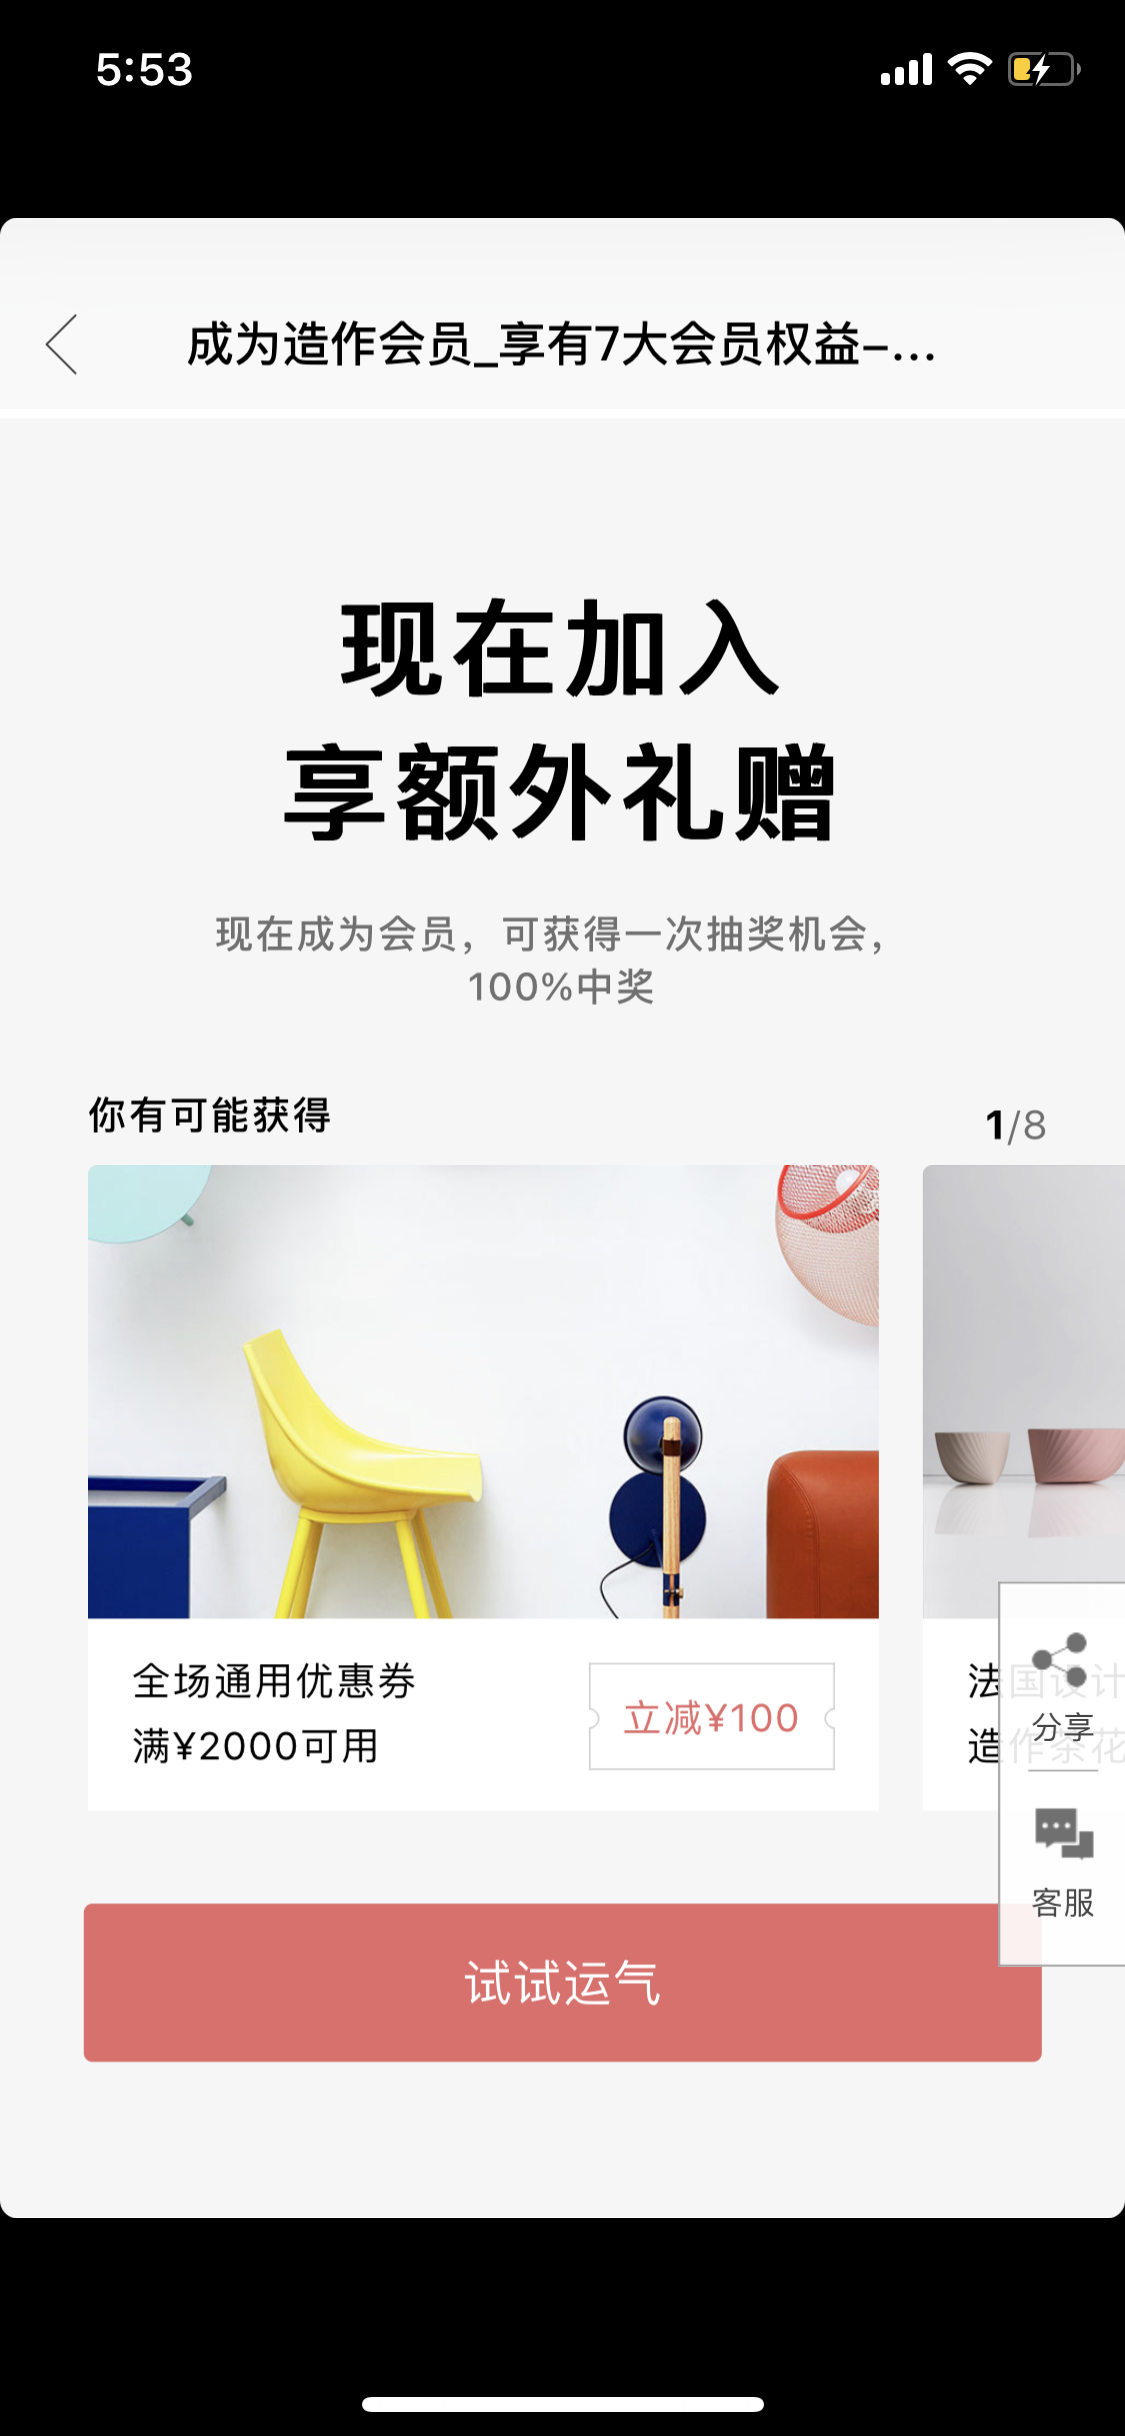 5:53
成为造作会员_享有7大会员权益–...
现在加入
享额外礼赠
现在成为会员，可获得一次抽奖机会，
100%中奖
你有可能获得
1/8
全场通用优惠券
满¥2000可用
立减¥100
法国设计
造作茶花
分享
客服
试试运气